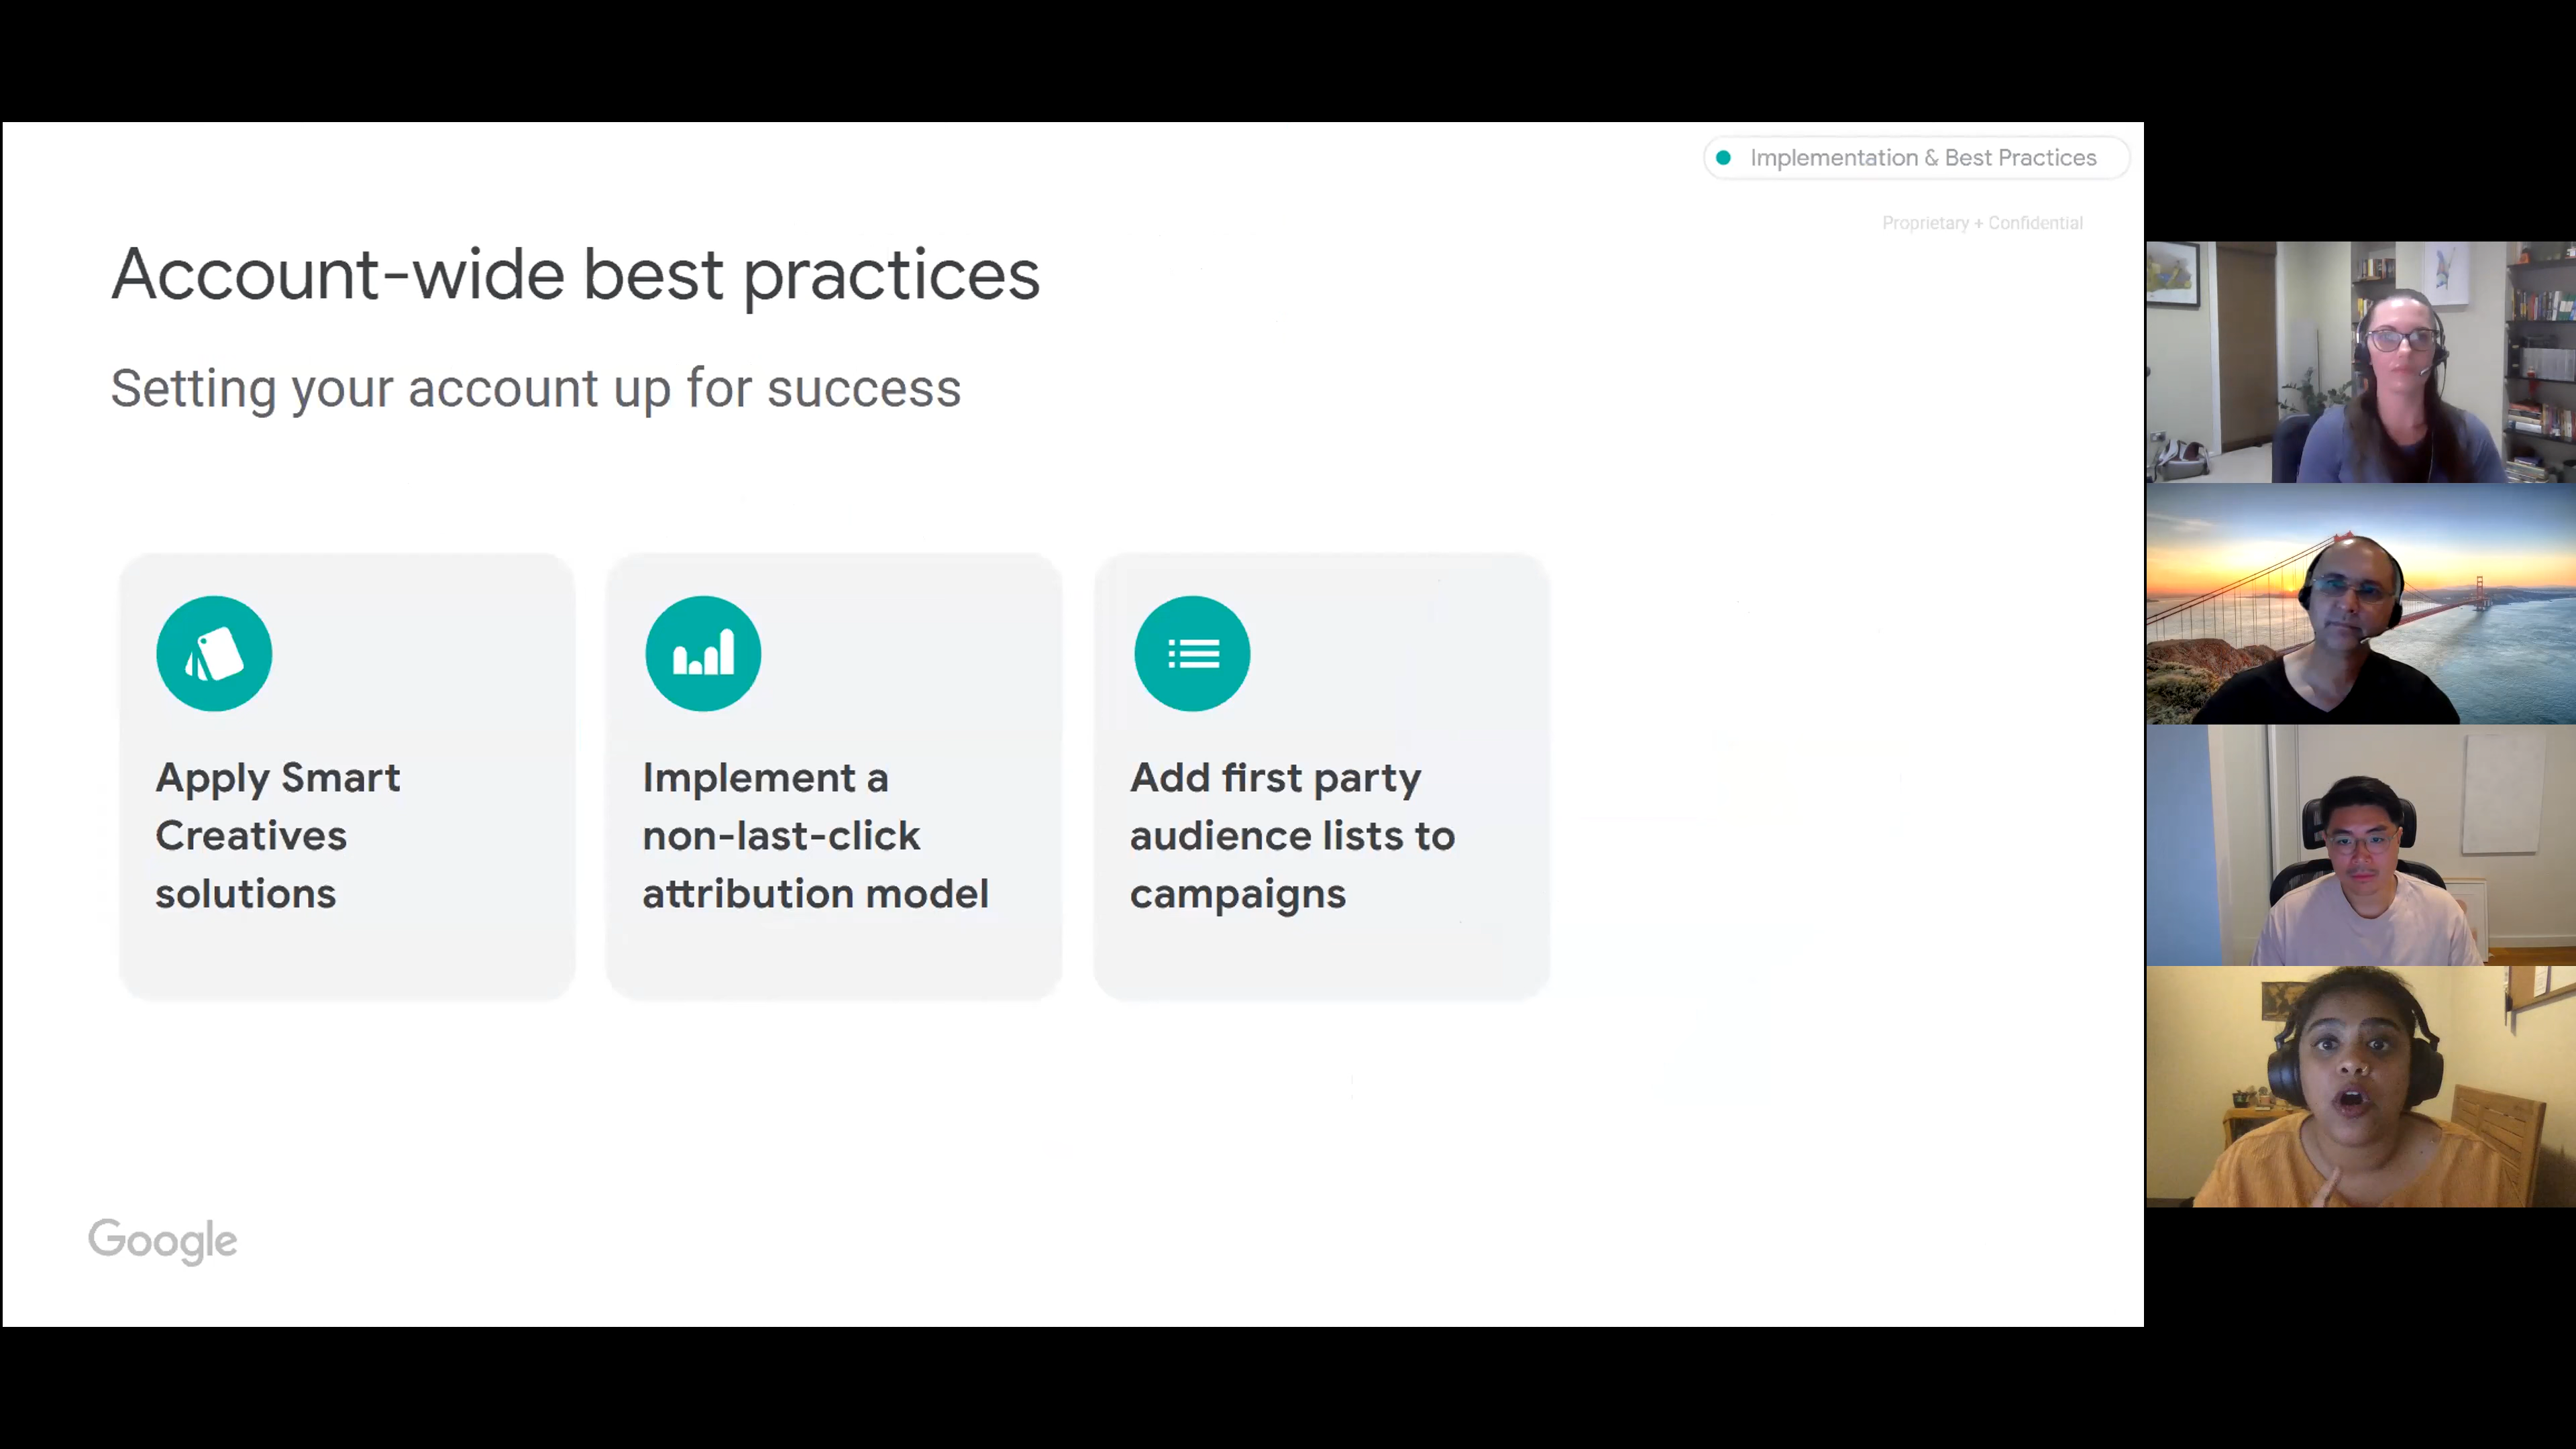 Implementation & Best Practices
Proprietary + Confidential
Account-wide best practices
Setting your account up for success
Apply Smart
Creatives
solutions
Implement a
non-last-click
attribution model
Add first party
audience lists to
campaigns
Google